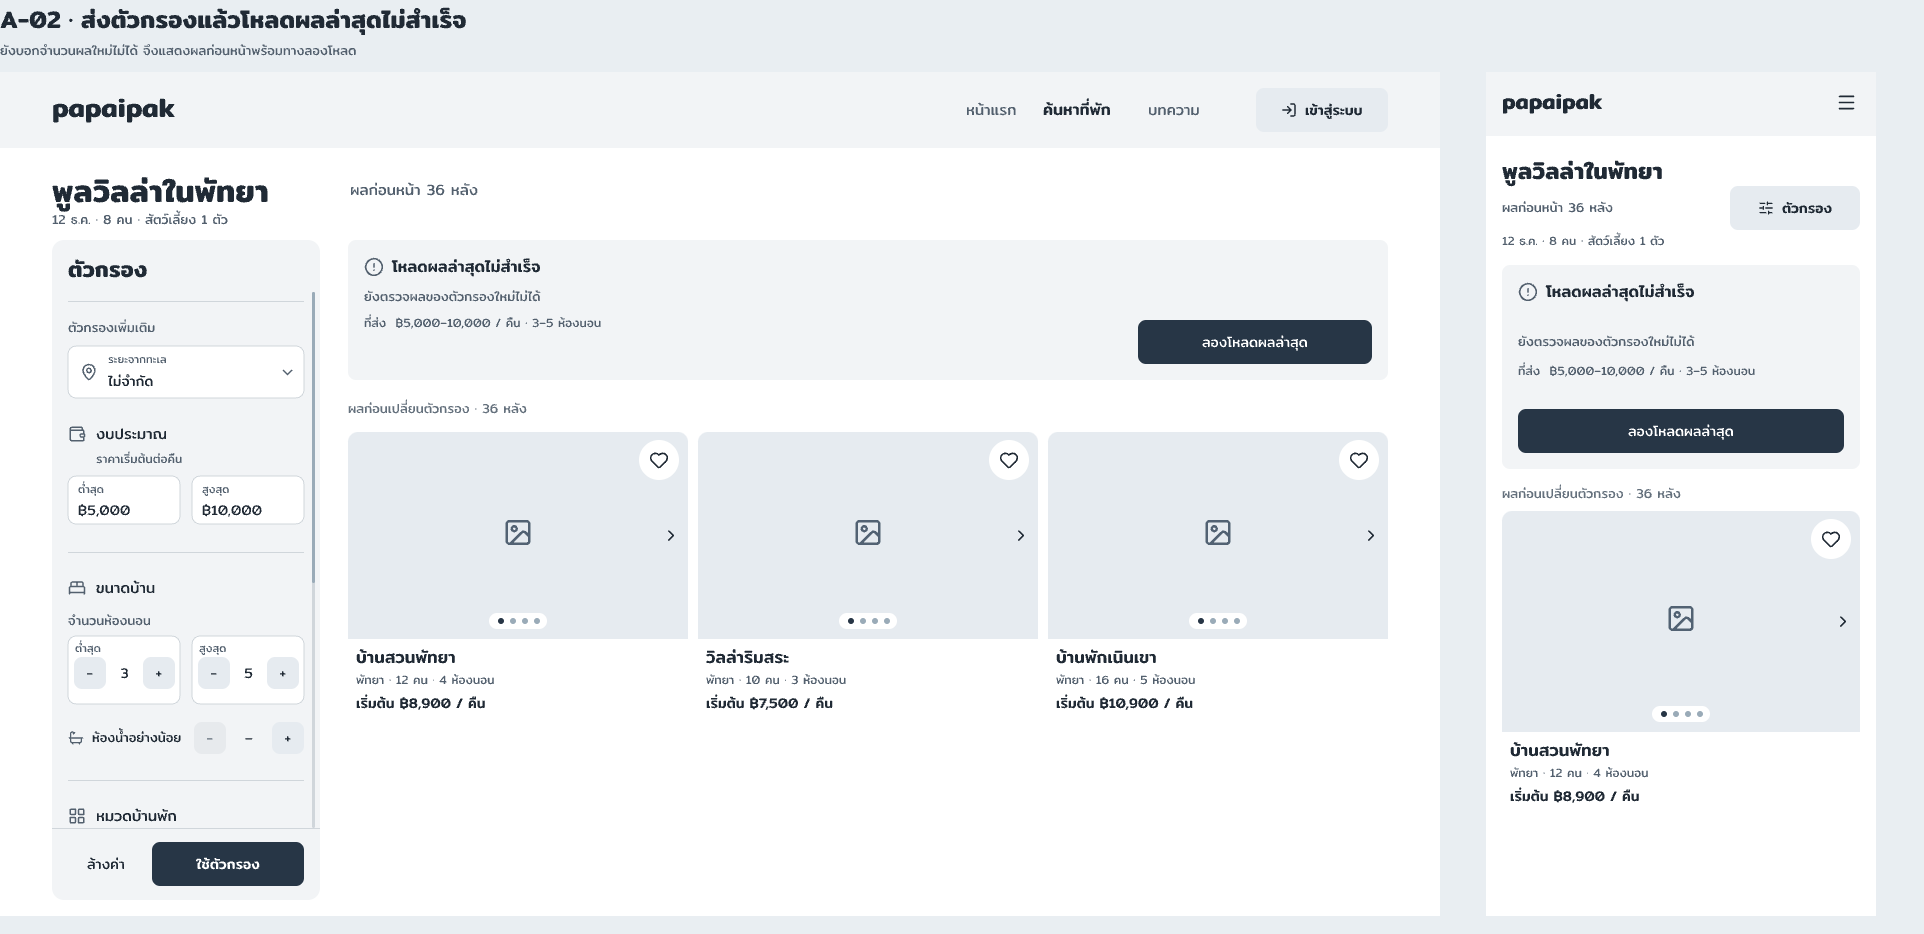 A-02 · ส่งตัวกรองแล้วโหลดผลล่าสุดไม่สำเร็จ
ยังบอกจำนวนผลใหม่ไม่ได้ จึงแสดงผลก่อนหน้าพร้อมทางลองโหลด
papaipak
หน้าแรก
ค้นหาที่พัก
บทความ
เข้าสู่ระบบ
พูลวิลล่าในพัทยา
12 ธ.ค. · 8 คน · สัตว์เลี้ยง 1 ตัว
ผลก่อนหน้า 36 หลัง
ตัวกรอง
ตัวกรองเพิ่มเติม
ระยะจากทะเล
ไม่จำกัด
งบประมาณ
ราคาเริ่มต้นต่อคืน
ต่ำสุด
฿5,000
สูงสุด
฿10,000
ขนาดบ้าน
จำนวนห้องนอน
ต่ำสุด
- 3 +
สูงสุด
- 5 +
ห้องน้ำอย่างน้อย - – +
หมวดบ้านพัก
ล้างค่า
ใช้ตัวกรอง
โหลดผลล่าสุดไม่สำเร็จ
ยังตรวจผลของตัวกรองใหม่ไม่ได้
ที่ส่ง ฿5,000–10,000 / คืน · 3–5 ห้องนอน
ลองโหลดผลล่าสุด
ผลก่อนเปลี่ยนตัวกรอง · 36 หลัง
บ้านสวนพัทยา
พัทยา · 12 คน · 4 ห้องนอน
เริ่มต้น ฿8,900 / คืน
วิลล่าริมสระ
พัทยา · 10 คน · 3 ห้องนอน
เริ่มต้น ฿7,500 / คืน
บ้านพักเนินเขา
พัทยา · 16 คน · 5 ห้องนอน
เริ่มต้น ฿10,900 / คืน
papaipak
พูลวิลล่าในพัทยา
ผลก่อนหน้า 36 หลัง
ตัวกรอง
12 ธ.ค. · 8 คน · สัตว์เลี้ยง 1 ตัว
โหลดผลล่าสุดไม่สำเร็จ
ยังตรวจผลของตัวกรองใหม่ไม่ได้
ที่ส่ง ฿5,000–10,000 / คืน · 3–5 ห้องนอน
ลองโหลดผลล่าสุด
ผลก่อนเปลี่ยนตัวกรอง · 36 หลัง
บ้านสวนพัทยา
พัทยา · 12 คน · 4 ห้องนอน
เริ่มต้น ฿8,900 / คืน